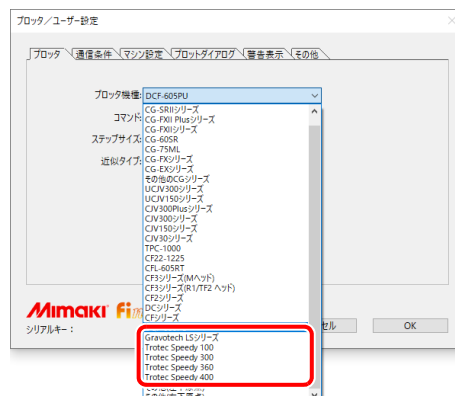 プロッタ／ユーザー設定
プロッタ 通信条件 マシン設定 プロットダイアログ 警告表示 その他
プロッタ機種: DCF-605PU
コマンド:
ステップサイズ:
近似タイプ:
CG-SRIIシリーズ
CG-FXII Plusシリーズ
CG-FXIIシリーズ
CG-60SR
CG-75ML
CG-FXシリーズ
CG-EXシリーズ
その他のCGシリーズ
UCJV300シリーズ
UCJV150シリーズ
CJV300Plusシリーズ
CJV300シリーズ
CJV150シリーズ
CJV30シリーズ
TPC-1000
CF22-1225
CFL-605RT
CF3シリーズ(Mヘッド)
CF3シリーズ(R1/TF2 ヘッド)
CF2シリーズ
DCシリーズ
CFシリーズ
Gravotech LSシリーズ
Trotec Speedy 100
Trotec Speedy 300
Trotec Speedy 360
Trotec Speedy 400
Mimaki
シリアルキー：
セル OK